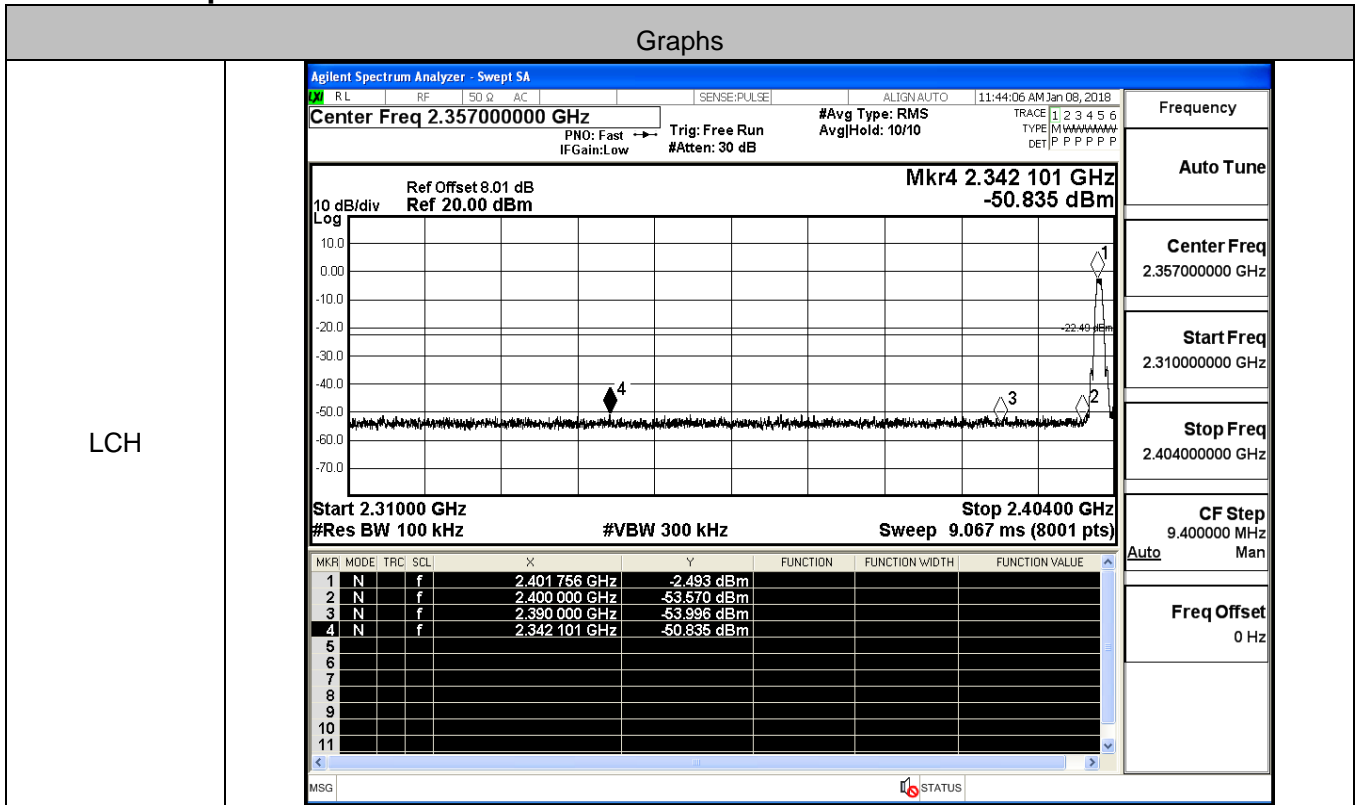 Graphs
LCH
Agilent Spectrum Analyzer - Swept SA
LXI RL RF 50 Ω AC SENSE:PULSE ALIGN AUTO 11:44:06 AM Jan 08, 2018
Center Freq 2.357000000 GHz
PNO: Fast
IFGain:Low
Trig: Free Run
#Atten: 30 dB
#Avg Type: RMS
Avg|Hold: 10/10
TRACE 1 2 3 4 5 6
TYPE M
DET P P P P P P
Mkr4 2.342 101 GHz
-50.835 dBm
Ref Offset 8.01 dB
10 dB/div Ref 20.00 dBm
Log
10.0
0.00
-10.0
-20.0
-30.0
-40.0
-50.0
-60.0
-70.0
1
-22.49 dBm
4
3
2
Start 2.31000 GHz Stop 2.40400 GHz
#Res BW 100 kHz #VBW 300 kHz Sweep 9.067 ms (8001 pts)
MKR MODE TRC SCL X Y FUNCTION FUNCTION WIDTH FUNCTION VALUE
1 N f 2.401 756 GHz -2.493 dBm
2 N f 2.400 000 GHz -53.570 dBm
3 N f 2.390 000 GHz -53.996 dBm
4 N f 2.342 101 GHz -50.835 dBm
5
6
7
8
9
10
11
MSG STATUS
Frequency
Auto Tune
Center Freq
2.357000000 GHz
Start Freq
2.310000000 GHz
Stop Freq
2.404000000 GHz
CF Step
9.400000 MHz
Auto Man
Freq Offset
0 Hz